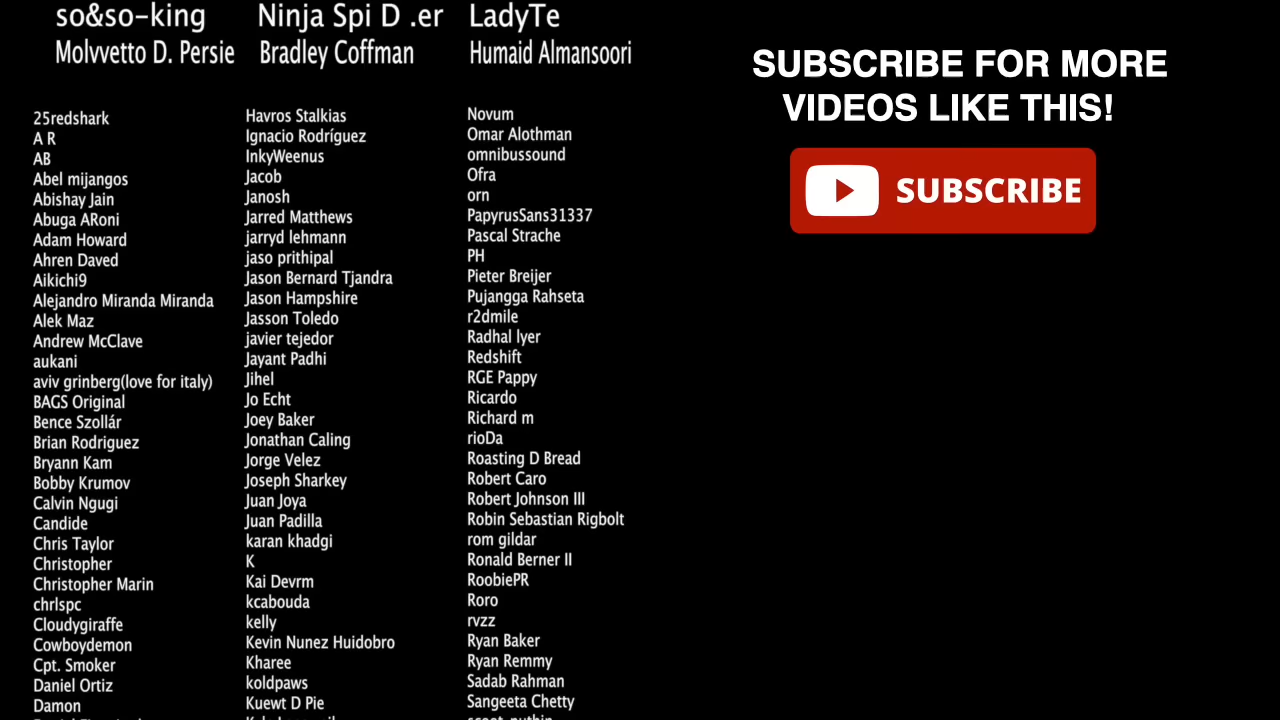 so&so-king
Molvvetto D. Persie
Ninja Spi D .er
Bradley Coffman
LadyTe
Humaid Almansoori
25redshark
A R
AB
Abel mijangos
Abishay Jain
Abuga ARoni
Adam Howard
Ahren Daved
Aikichi9
Alejandro Miranda Miranda
Alek Maz
Andrew McClave
aukani
aviv grinberg(love for italy)
BAGS Original
Bence Szollár
Brian Rodriguez
Bryann Kam
Bobby Krumov
Calvin Ngugi
Candide
Chris Taylor
Christopher
Christopher Marin
chrlspc
Cloudygiraffe
Cowboydemon
Cpt. Smoker
Daniel Ortiz
Damon
Havros Stalkias
Ignacio Rodríguez
InkyWeenus
Jacob
Janosh
Jarred Matthews
jarryd lehmann
jaso prithipal
Jason Bernard Tjandra
Jason Hampshire
Jasson Toledo
javier tejedor
Jayant Padhi
Jihel
Jo Echt
Joey Baker
Jonathan Caling
Jorge Velez
Joseph Sharkey
Juan Joya
Juan Padilla
karan khadgi
K
Kai Devrm
kcabouda
kelly
Kevin Nunez Huidobro
Kharee
koldpaws
Kuewt D Pie
Novum
Omar Alothman
omnibussound
Ofra
orn
PapyrusSans31337
Pascal Strache
PH
Pieter Breijer
Pujangga Rahseta
r2dmile
Radhal lyer
Redshift
RGE Pappy
Ricardo
Richard m
rioDa
Roasting D Bread
Robert Caro
Robert Johnson III
Robin Sebastian Rigbolt
rom gildar
Ronald Berner II
RoobiePR
Roro
rvzz
Ryan Baker
Ryan Remmy
Sadab Rahman
Sangeeta Chetty
SUBSCRIBE FOR MORE
VIDEOS LIKE THIS!
SUBSCRIBE